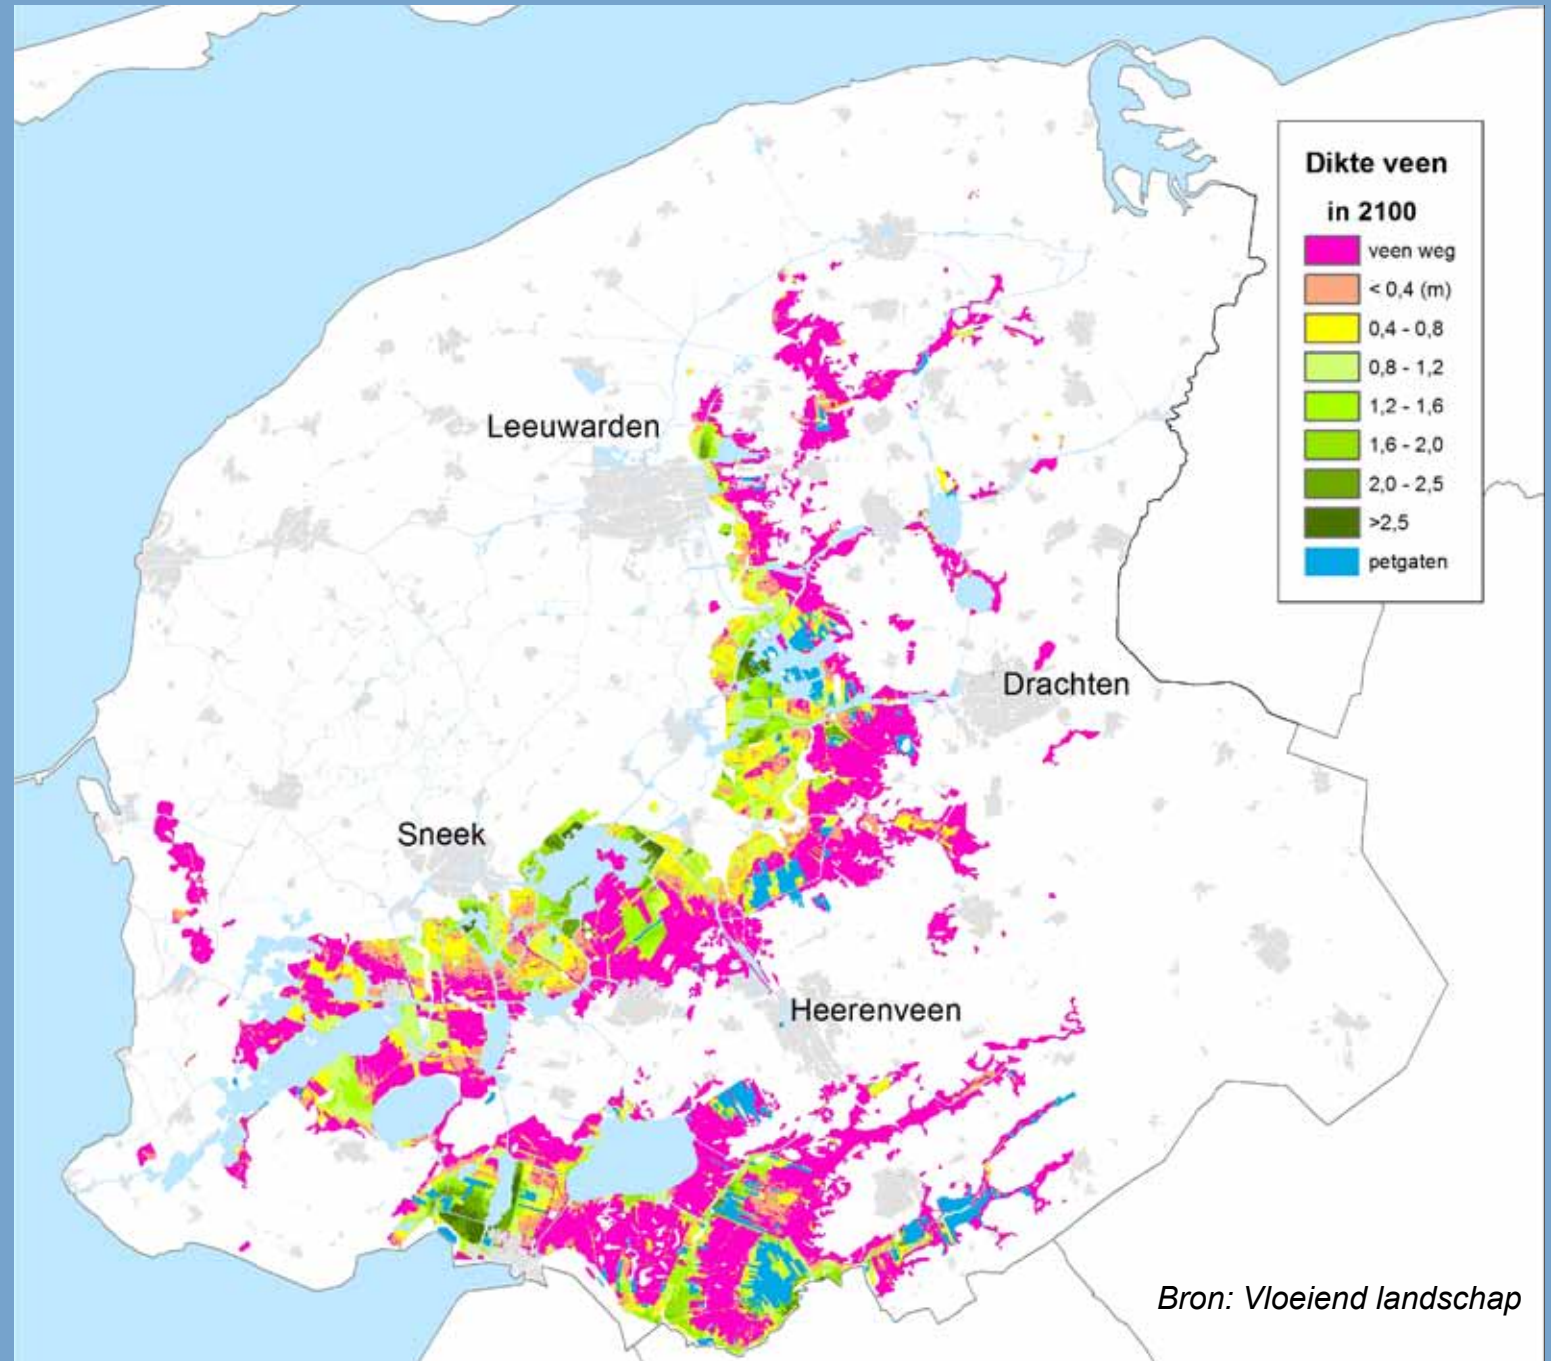 Dikte veen
in 2100
veen weg
< 0,4 (m)
0,4 - 0,8
0,8 - 1,2
1,2 - 1,6
1,6 - 2,0
2,0 - 2,5
>2,5
petgaten
Leeuwarden
Drachten
Sneek
Heerenveen
Bron: Vloeiend landschap